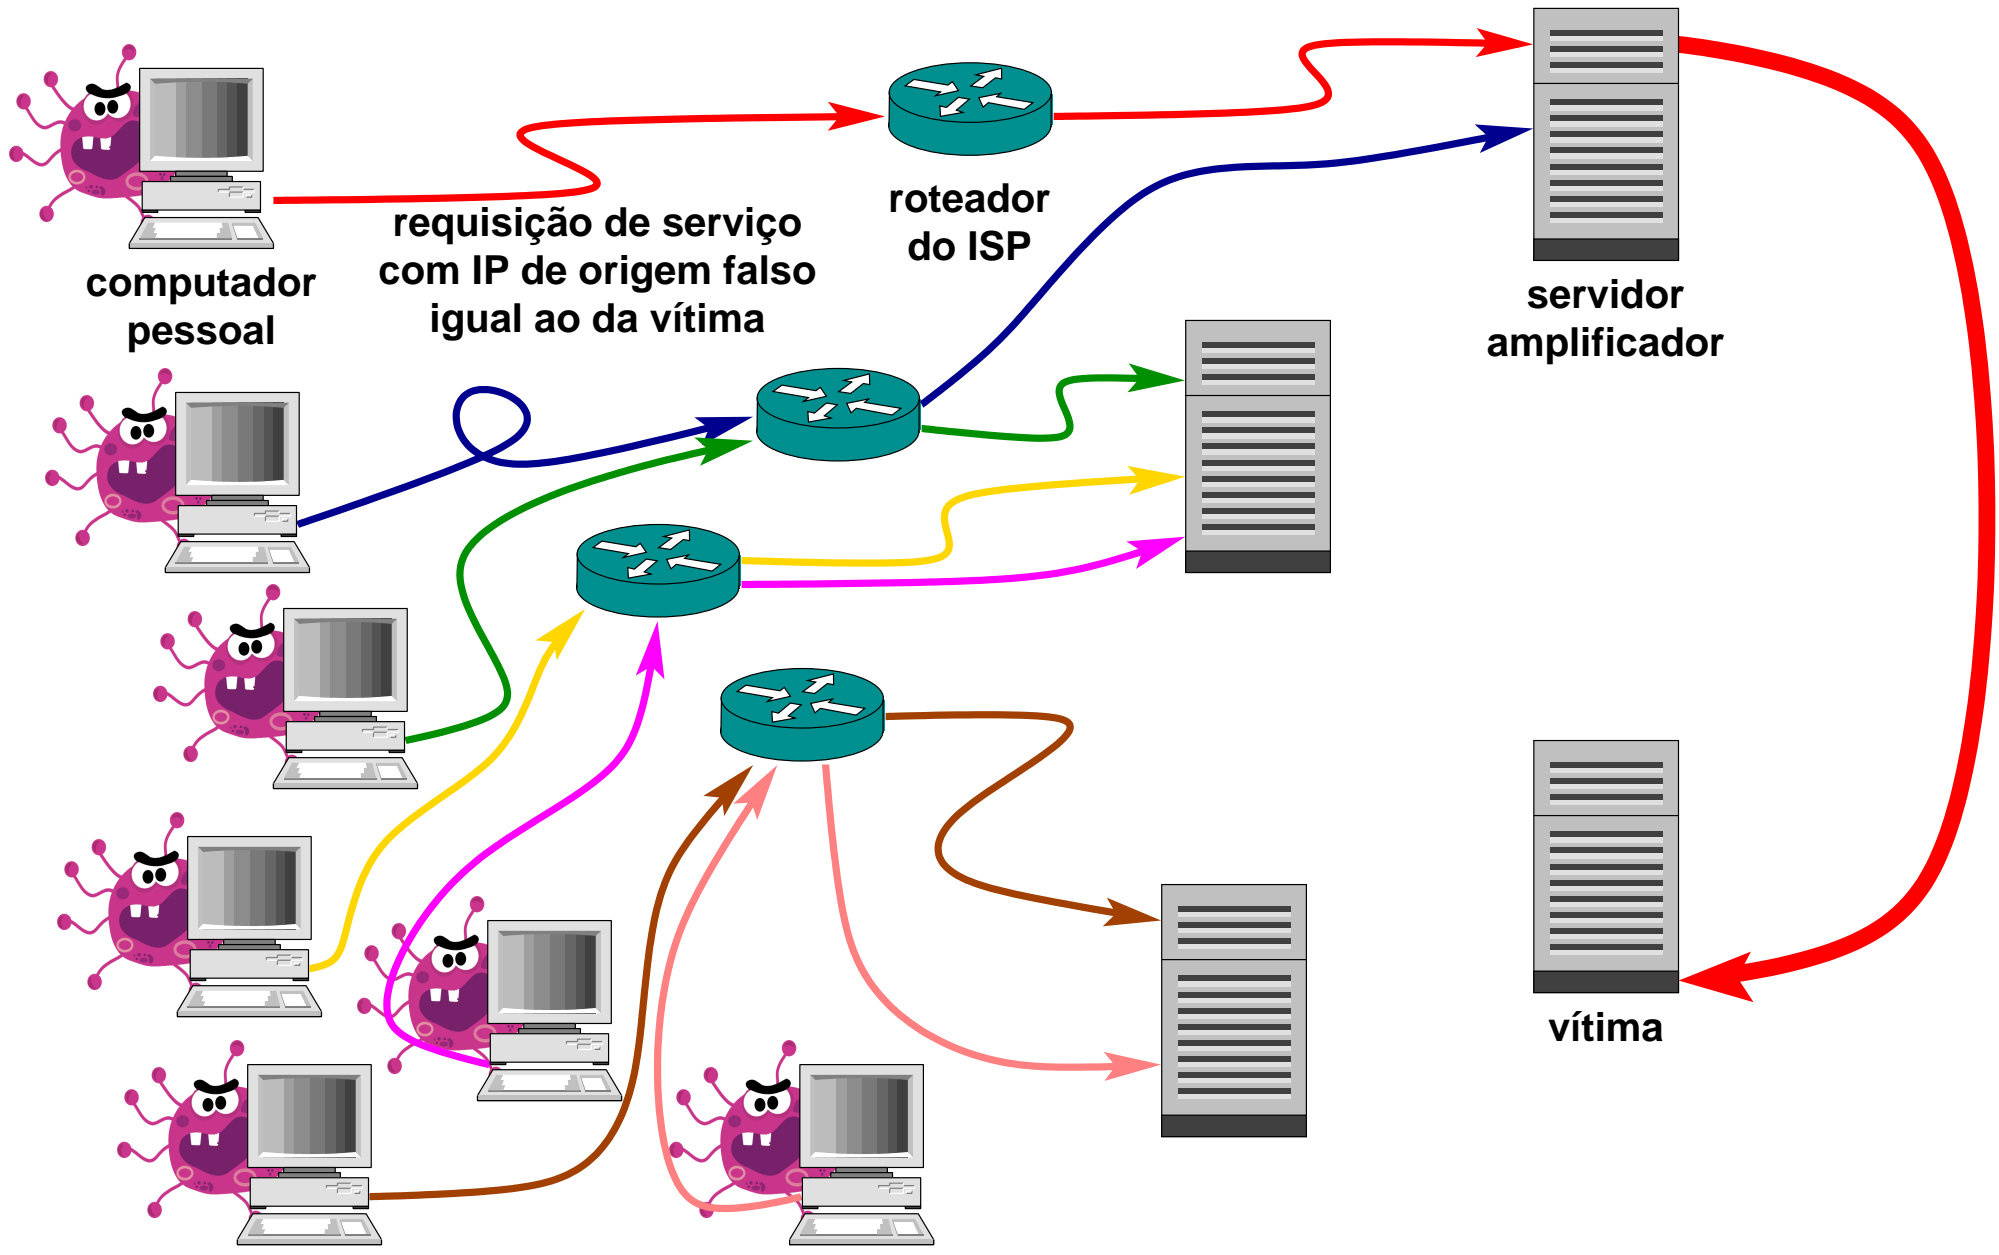 computador
pessoal
requisição de serviço
com IP de origem falso
igual ao da vítima
roteador
do ISP
servidor
amplificador
vítima